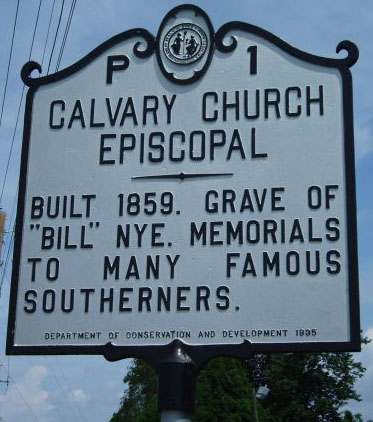 P 1
CALVARY CHURCH
EPISCOPAL
BUILT 1859. GRAVE OF
"BILL" NYE. MEMORIALS
TO MANY FAMOUS
SOUTHERNERS.
DEPARTMENT OF CONSERVATION AND DEVELOPMENT 1935